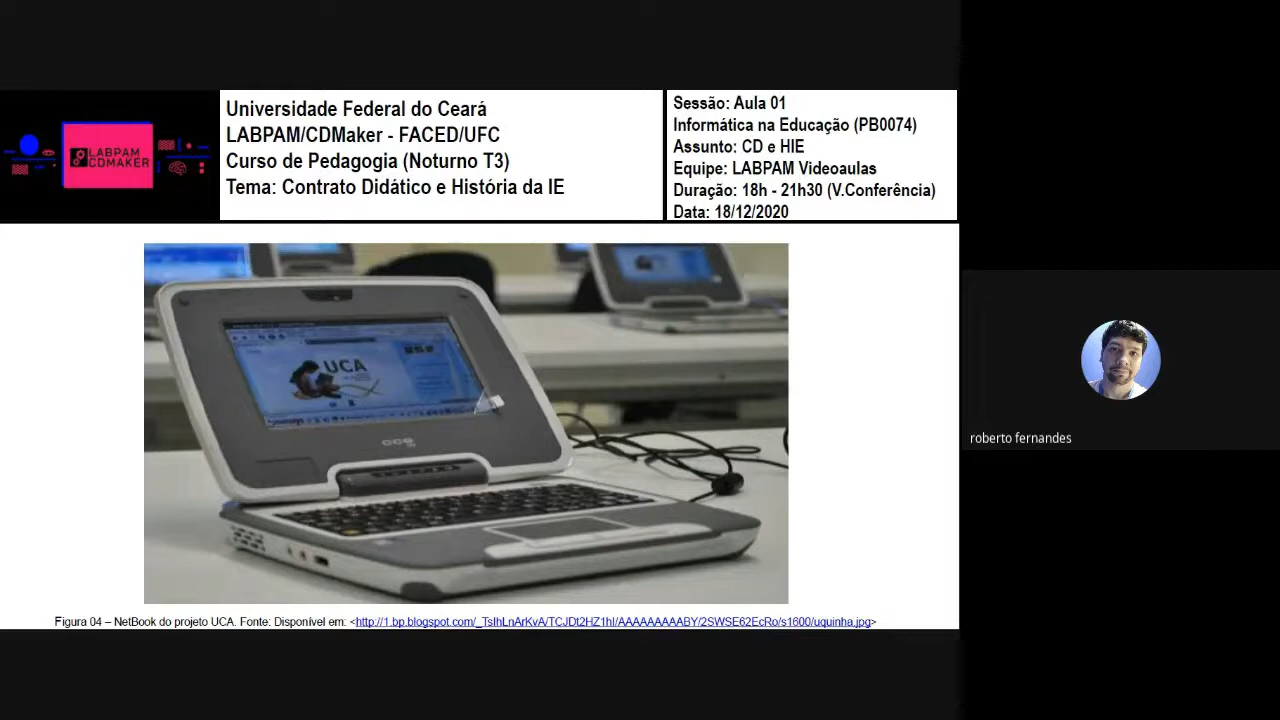 LABPAM
CDMAKER
Universidade Federal do Ceará
LABPAM/CDMaker - FACED/UFC
Curso de Pedagogia (Noturno T3)
Tema: Contrato Didático e História da IE
Sessão: Aula 01
Informática na Educação (PB0074)
Assunto: CD e HIE
Equipe: LABPAM Videoaulas
Duração: 18h - 21h30 (V.Conferência)
Data: 18/12/2020
UCA
cce
roberto fernandes
Figura 04 – NetBook do projeto UCA. Fonte: Disponível em: <http://1.bp.blogspot.com/_TsIhLnArKvA/TCJDt2HZ1hI/AAAAAAAAABY/2SWSE62EcRo/s1600/uquinha.jpg>